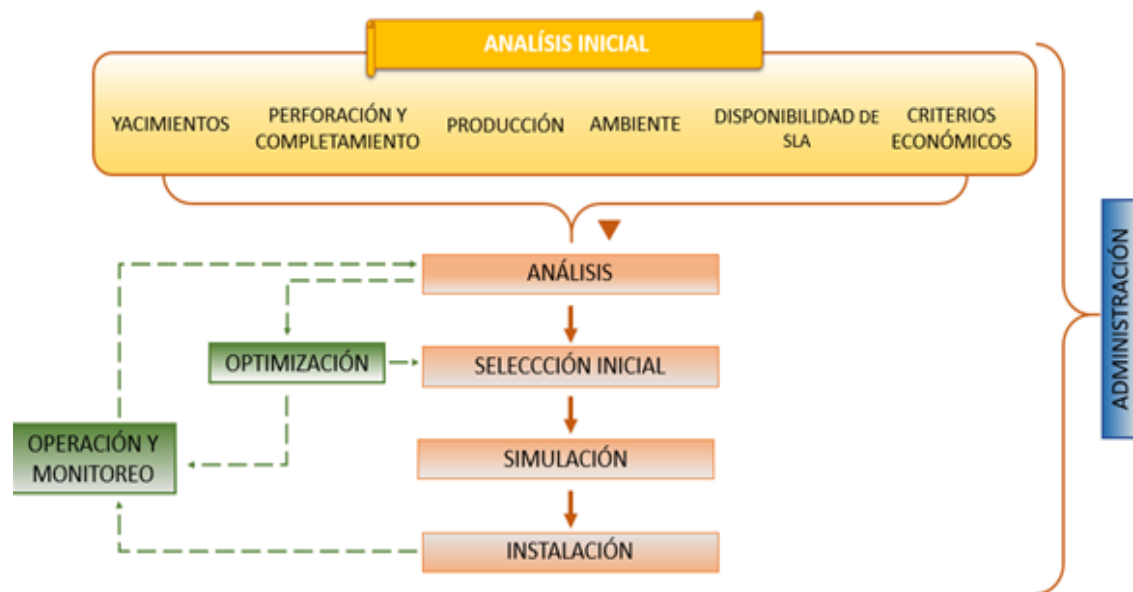 ANALÍSIS INICIAL
YACIMIENTOS
PERFORACIÓN Y
COMPLETAMIENTO
PRODUCCIÓN
AMBIENTE
DISPONIBILIDAD DE
SLA
CRITERIOS
ECONÓMICOS
ANÁLISIS
OPTIMIZACIÓN
SELECCCIÓN INICIAL
OPERACIÓN Y
MONITOREO
SIMULACIÓN
INSTALACIÓN
ADMINISTRACIÓN